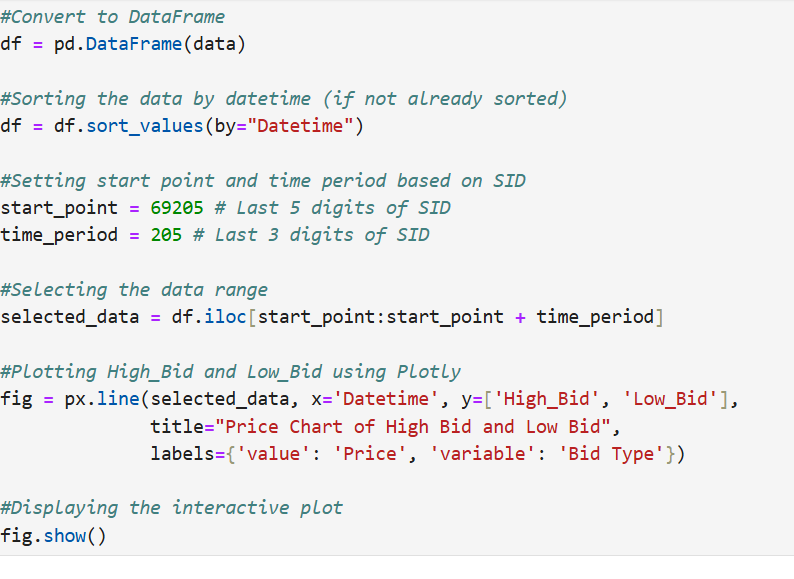 #Convert to DataFrame
df = pd.DataFrame(data)
#Sorting the data by datetime (if not already sorted)
df = df.sort_values(by="Datetime")
#Setting start point and time period based on SID
start_point = 69205 # Last 5 digits of SID
time_period = 205 # Last 3 digits of SID
#Selecting the data range
selected_data = df.iloc[start_point:start_point + time_period]
#Plotting High_Bid and Low_Bid using Plotly
fig = px.line(selected_data, x='Datetime', y=['High_Bid', 'Low_Bid'],
              title="Price Chart of High Bid and Low Bid",
              labels={'value': 'Price', 'variable': 'Bid Type'})
#Displaying the interactive plot
fig.show()